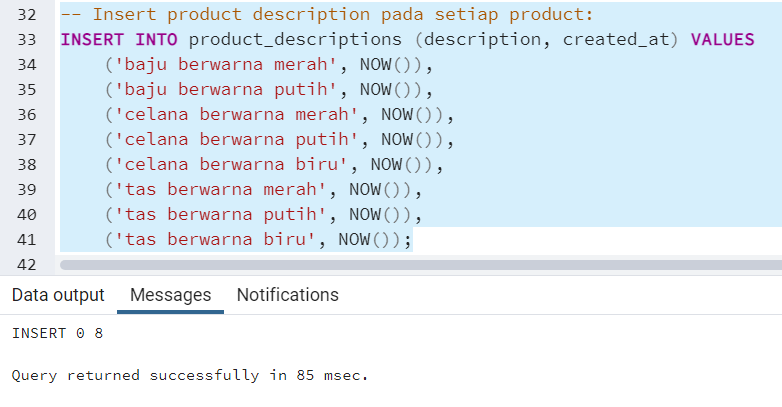 32 -- Insert product description pada setiap product:
33 INSERT INTO product_descriptions (description, created_at) VALUES
34 ('baju berwarna merah', NOW()),
35 ('baju berwarna putih', NOW()),
36 ('celana berwarna merah', NOW()),
37 ('celana berwarna putih', NOW()),
38 ('celana berwarna biru', NOW()),
39 ('tas berwarna merah', NOW()),
40 ('tas berwarna putih', NOW()),
41 ('tas berwarna biru', NOW());
42
Data output Messages Notifications
INSERT 0 8
Query returned successfully in 85 msec.